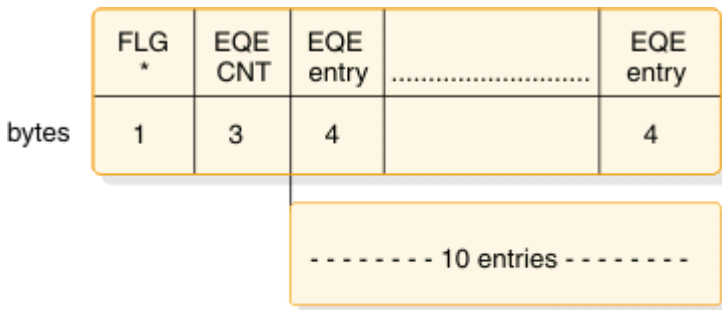 FLG EQE EQE EQE
* CNT entry ........................... entry
bytes 1 3 4 4
- - - - - - - - 10 entries - - - - - - - -